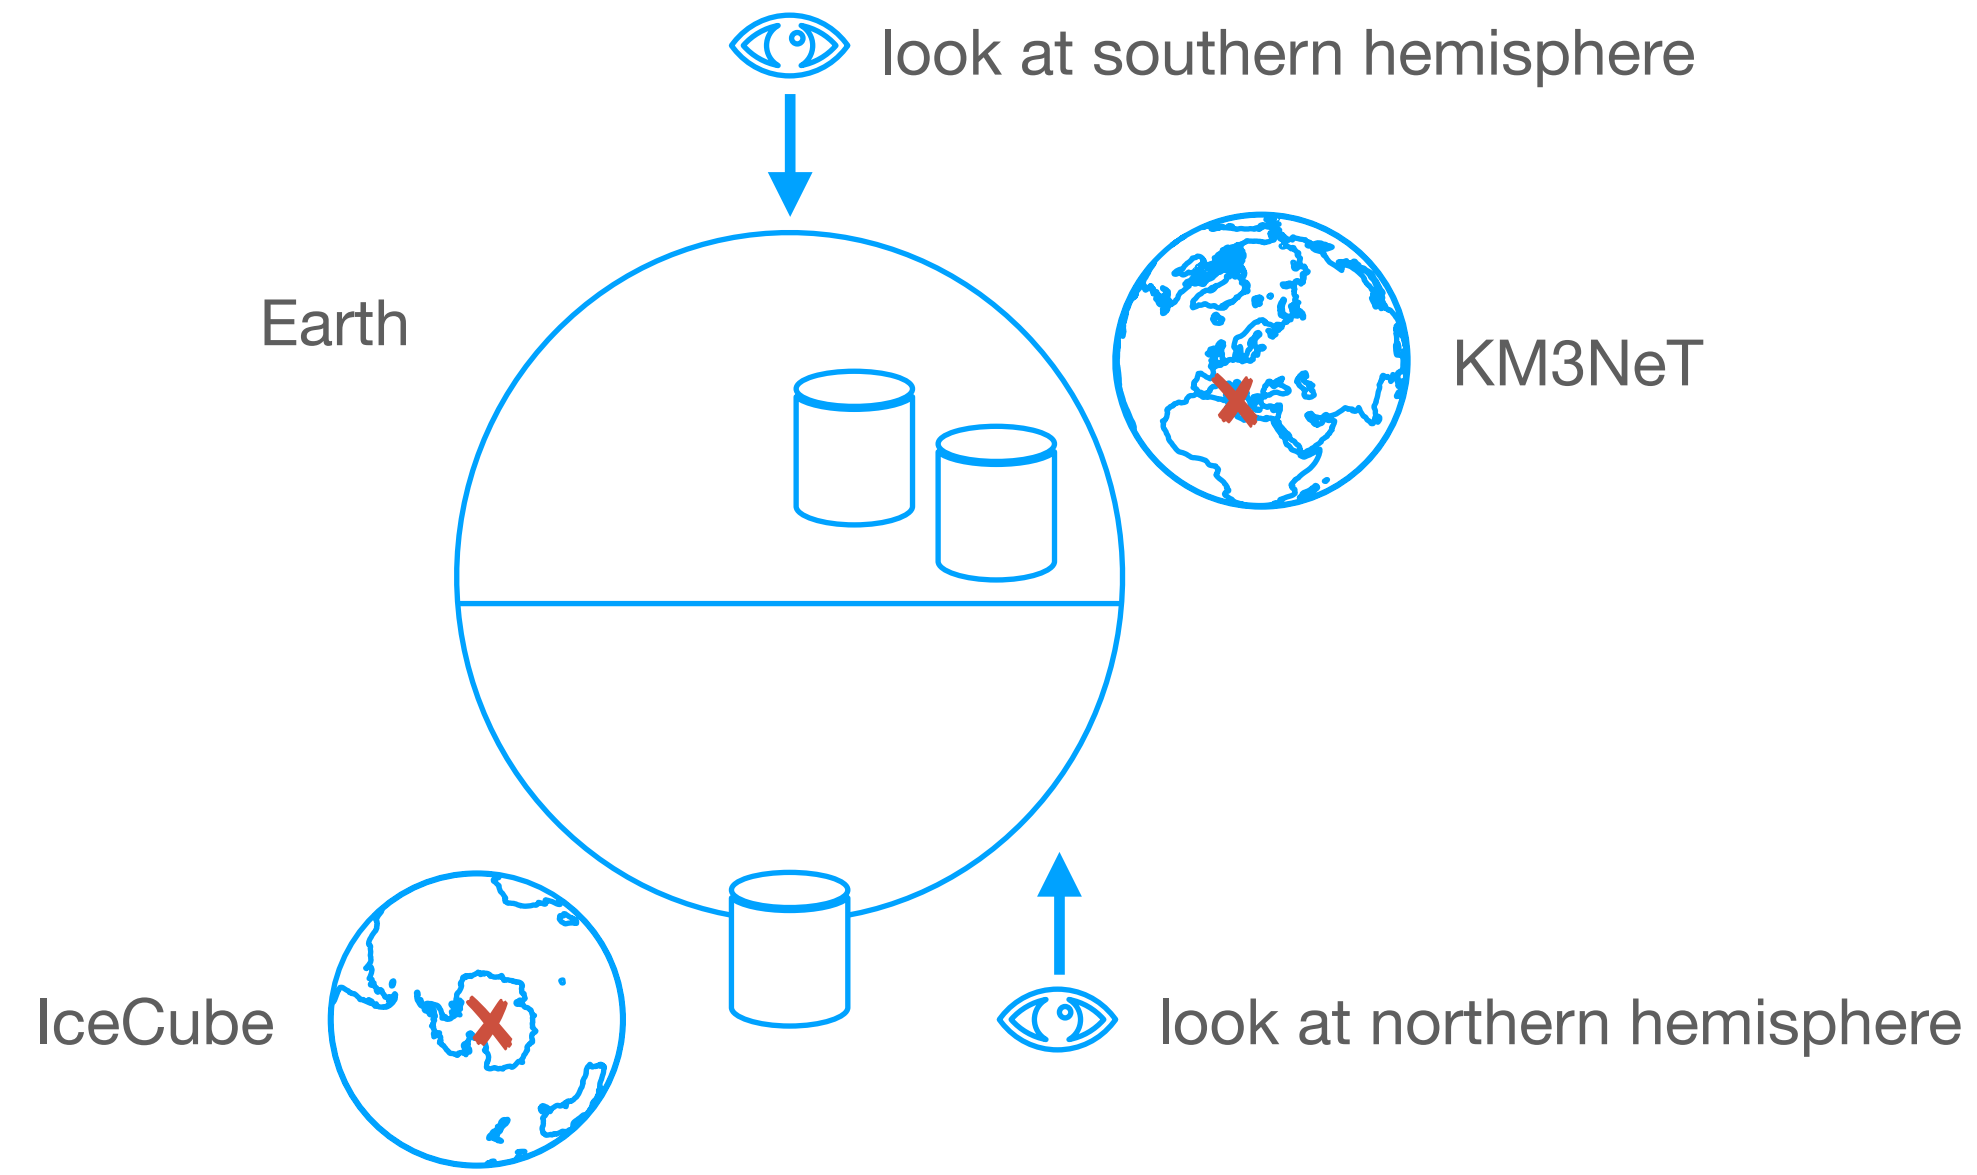 look at southern hemisphere
Earth
KM3NeT
IceCube
look at northern hemisphere